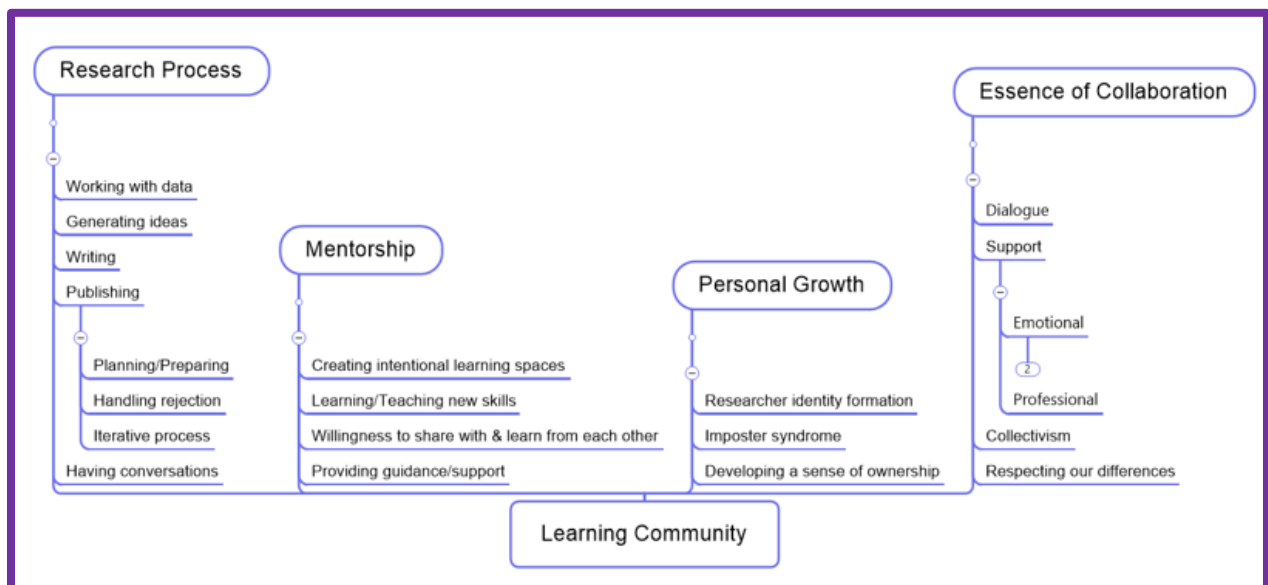 Research Process
Working with data
Generating ideas
Writing
Publishing
Planning/Preparing
Handling rejection
Iterative process
Having conversations
Mentorship
Creating intentional learning spaces
Learning/Teaching new skills
Willingness to share with & learn from each other
Providing guidance/support
Personal Growth
Researcher identity formation
Imposter syndrome
Developing a sense of ownership
Essence of Collaboration
Dialogue
Support
Emotional
2
Professional
Collectivism
Respecting our differences
Learning Community